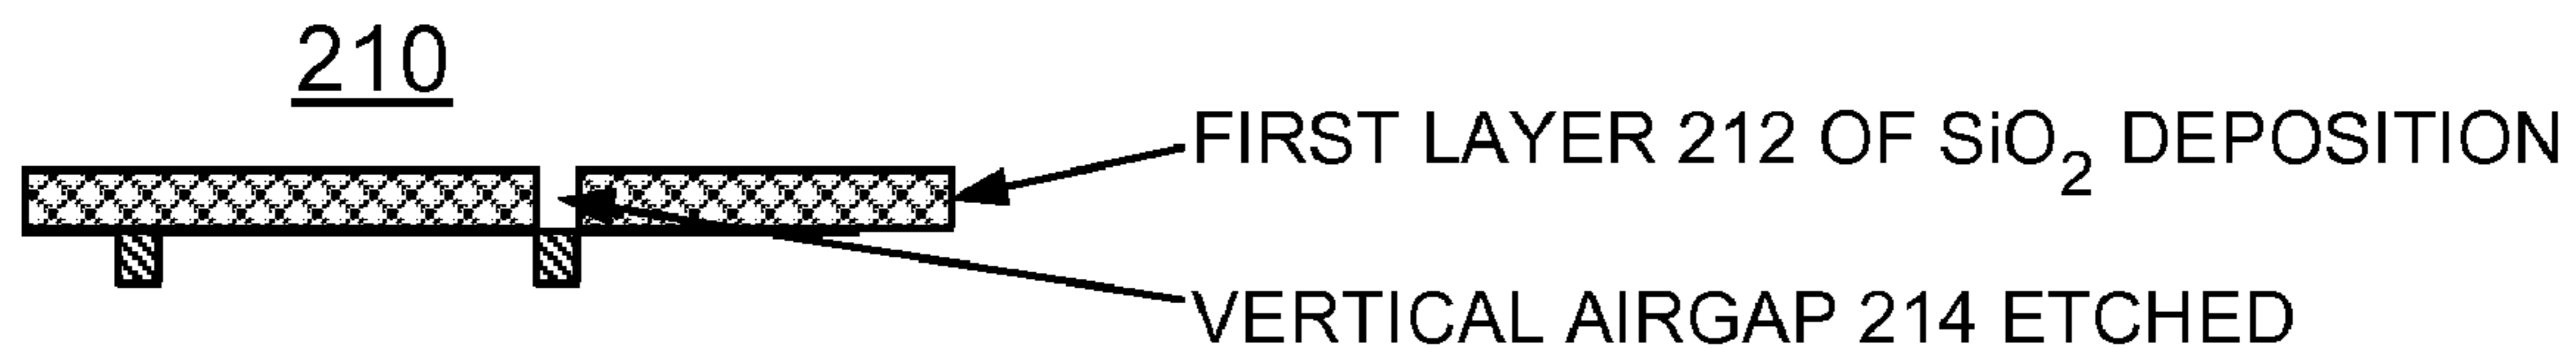 210
FIRST LAYER 212 OF SiO₂ DEPOSITION
VERTICAL AIRGAP 214 ETCHED